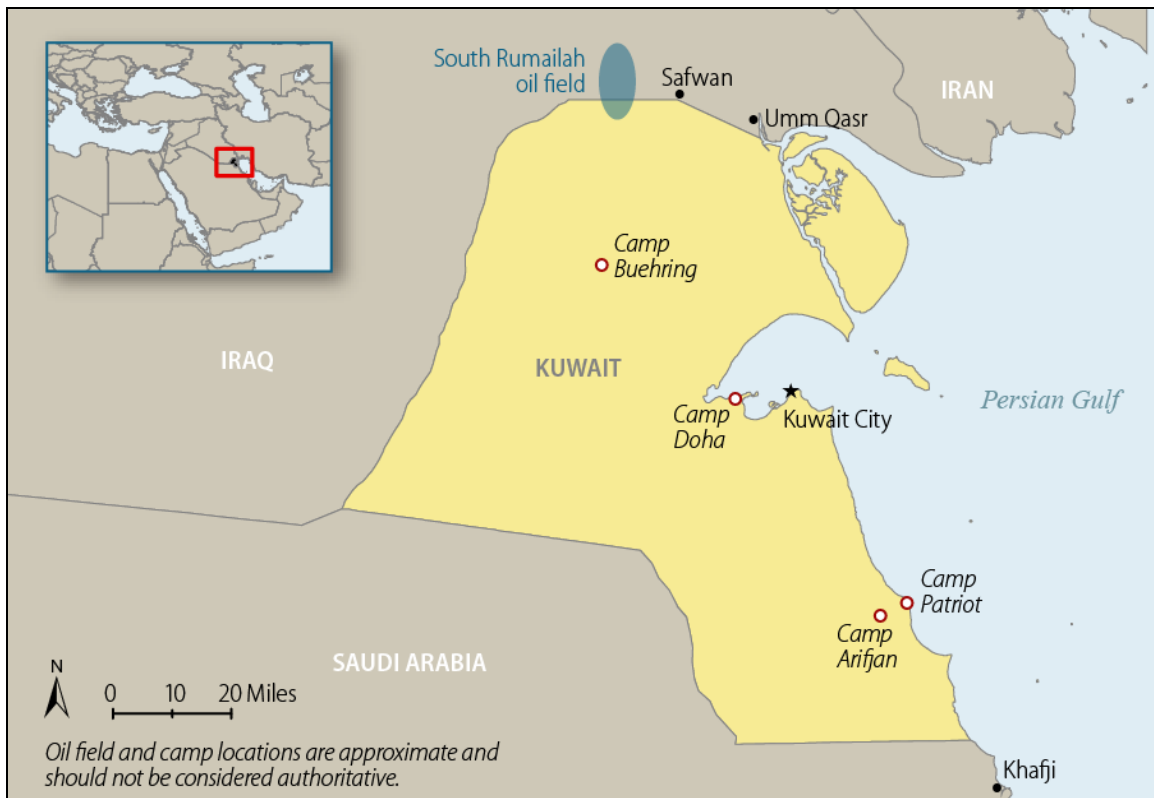 South Rumailah
oil field
Safwan
IRAN
Umm Qasr
Camp
Buehring
IRAQ
KUWAIT
Persian Gulf
Camp
Doha
Kuwait City
Camp
Patriot
Camp
Arifjan
SAUDI ARABIA
N
0 10 20 Miles
Oil field and camp locations are approximate and
should not be considered authoritative.
Khafji